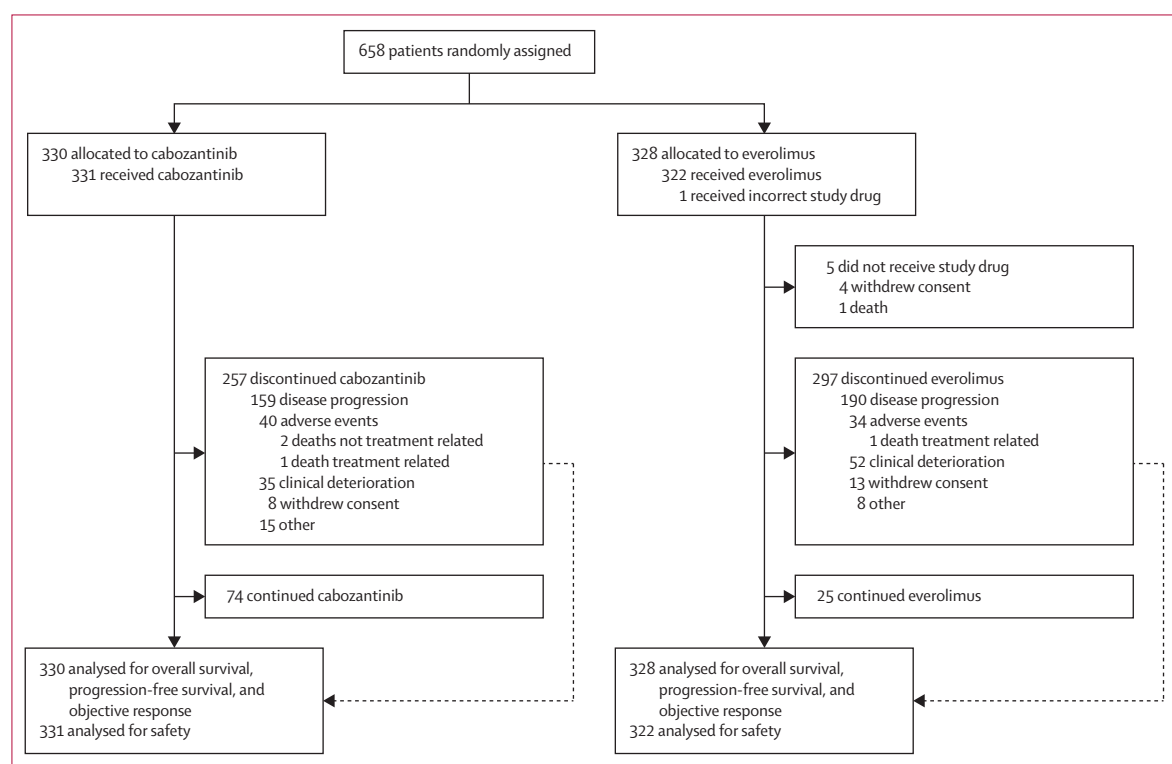 658 patients randomly assigned
330 allocated to cabozantinib
331 received cabozantinib
328 allocated to everolimus
322 received everolimus
1 received incorrect study drug
5 did not receive study drug
4 withdrew consent
1 death
257 discontinued cabozantinib
159 disease progression
40 adverse events
2 deaths not treatment related
1 death treatment related
35 clinical deterioration
8 withdrew consent
15 other
297 discontinued everolimus
190 disease progression
34 adverse events
1 death treatment related
52 clinical deterioration
13 withdrew consent
8 other
74 continued cabozantinib
25 continued everolimus
330 analysed for overall survival,
progression-free survival, and
objective response
331 analysed for safety
328 analysed for overall survival,
progression-free survival, and
objective response
322 analysed for safety